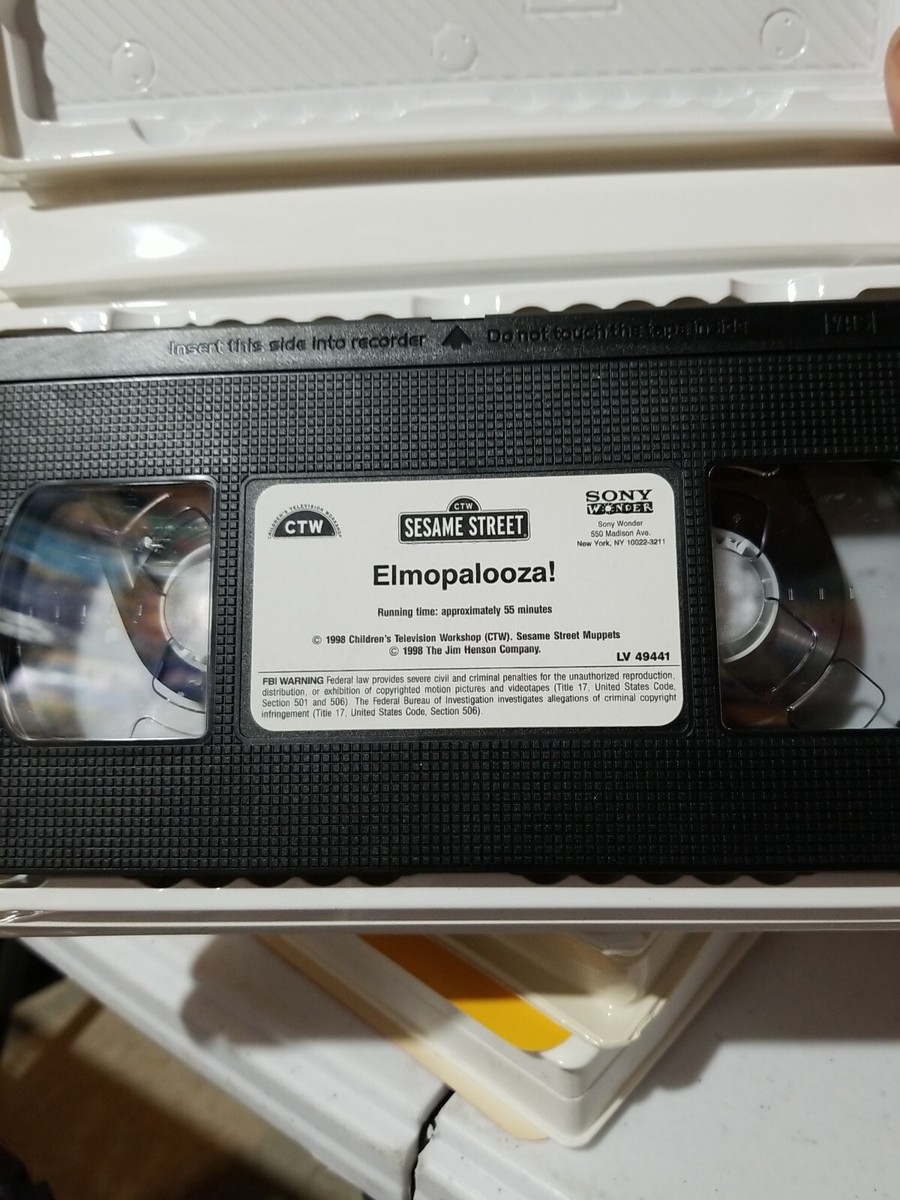 Insert this side into recorder Do not touch the tape inside VHS
CHILDREN'S TELEVISION WORKSHOP
CTW
CTW
SESAME STREET
SONY
WONDER
Sony Wonder
550 Madison Ave.
New York, NY 10022-3211
Elmopalooza!
Running time: approximately 55 minutes
© 1998 Children's Television Workshop (CTW). Sesame Street Muppets
© 1998 The Jim Henson Company.
LV 49441
FBI WARNING Federal law provides severe civil and criminal penalties for the unauthorized reproduction,
distribution, or exhibition of copyrighted motion pictures and videotapes (Title 17, United States Code,
Section 501 and 506). The Federal Bureau of Investigation investigates allegations of criminal copyright
infringement (Title 17, United States Code, Section 506).